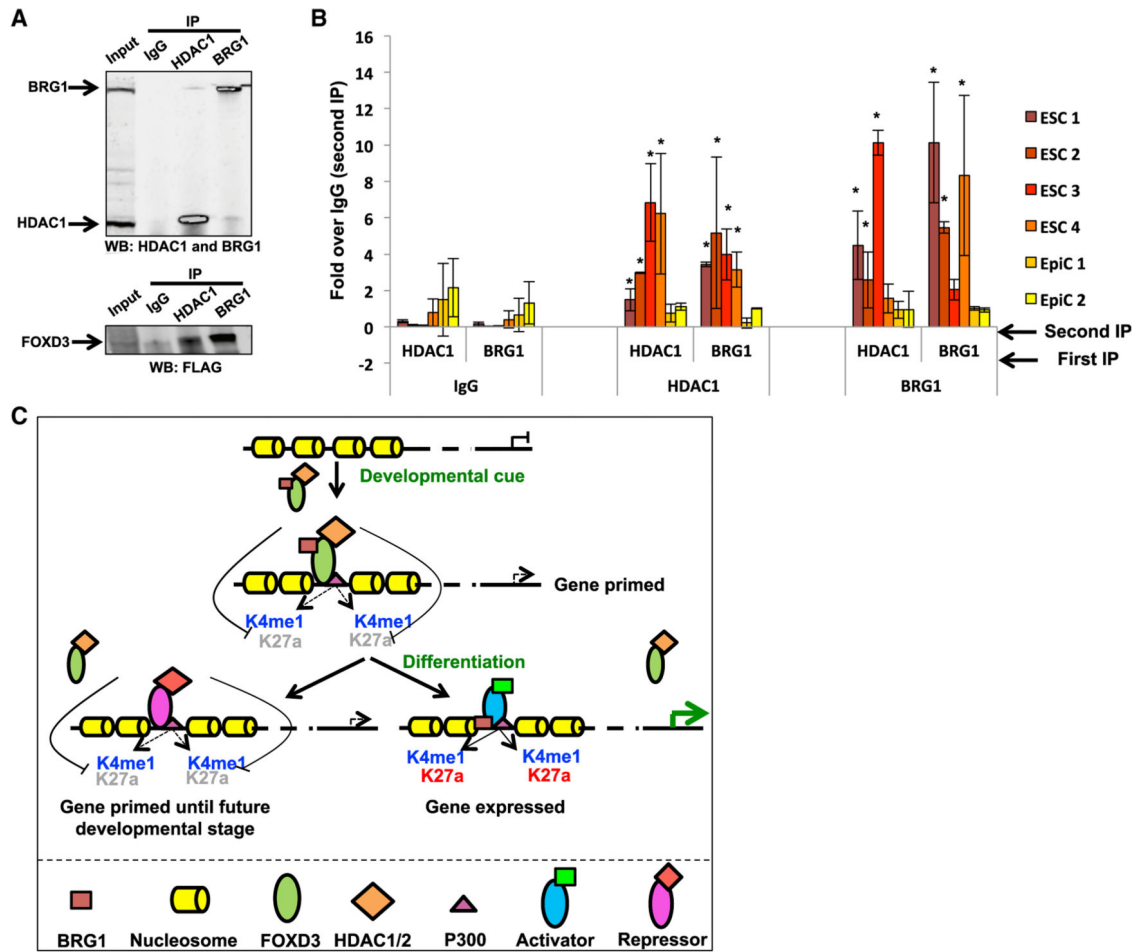 A
IP
Input
IgG
HDAC1
BRG1
BRG1
HDAC1
WB: HDAC1 and BRG1
IP
Input
IgG
HDAC1
BRG1
FOXD3
WB: FLAG
B
Fold over IgG (second IP)
16
14
12
10
8
6
4
2
0
-2
* * * * * * * * * * * * * *
HDAC1 BRG1 HDAC1 BRG1 HDAC1 BRG1
IgG HDAC1 BRG1
Second IP
First IP
ESC 1
ESC 2
ESC 3
ESC 4
EpiC 1
EpiC 2
C
Developmental cue
Gene primed
K4me1 K4me1
K27a K27a
Differentiation
K4me1 K4me1
K27a K27a
Gene primed until future
developmental stage
K4me1 K4me1
K27a K27a
Gene expressed
BRG1 Nucleosome FOXD3 HDAC1/2 P300 Activator Repressor